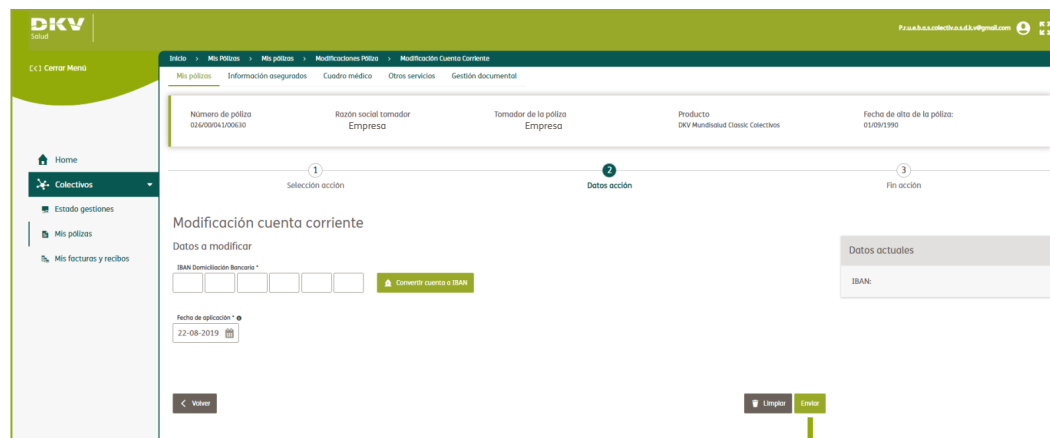 DKV
Salud
P.r.u.e.b.a.s.colectiv.o.s.d.k.v@gmail.com
[<] Cerrar Menú
Inicio > Mis Pólizas > Mis pólizas > Modificaciones Póliza > Modificación Cuenta Corriente
Mis pólizas Información asegurados Cuadro médico Otros servicios Gestión documental
Número de póliza Razón social tomador Tomador de la póliza Producto Fecha de alta de la póliza:
026/00/041/00630 Empresa Empresa DKV Mundisalud Classic Colectivos 01/09/1990
Home
Colectivos
Estado gestiones
Mis pólizas
Mis facturas y recibos
1 2 3
Selección acción Datos acción Fin acción
Modificación cuenta corriente
Datos a modificar
IBAN Domiciliación Bancaria *
Convertir cuenta a IBAN
Fecha de aplicación *
22-08-2019
Datos actuales
IBAN:
Volver
Limpiar
Enviar